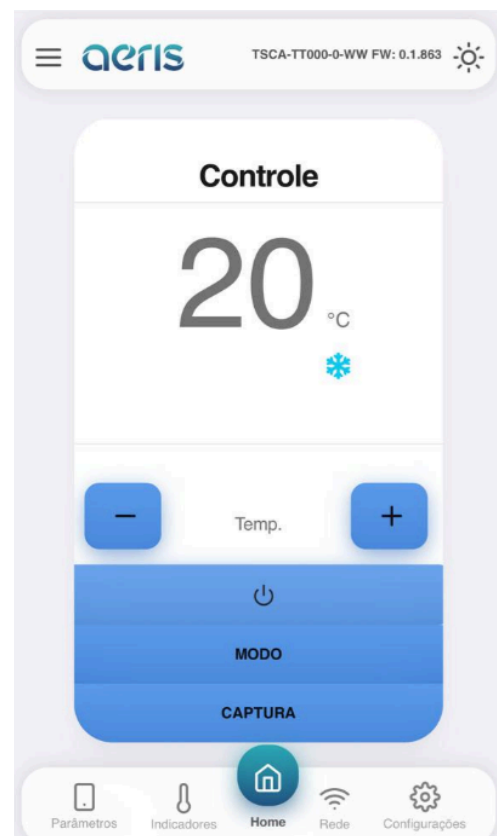 aeris
TSCA-TT000-0-WW FW: 0.1.863
Controle
20 °C
Temp.
MODO
CAPTURA
Parâmetros Indicadores Home Rede Configurações